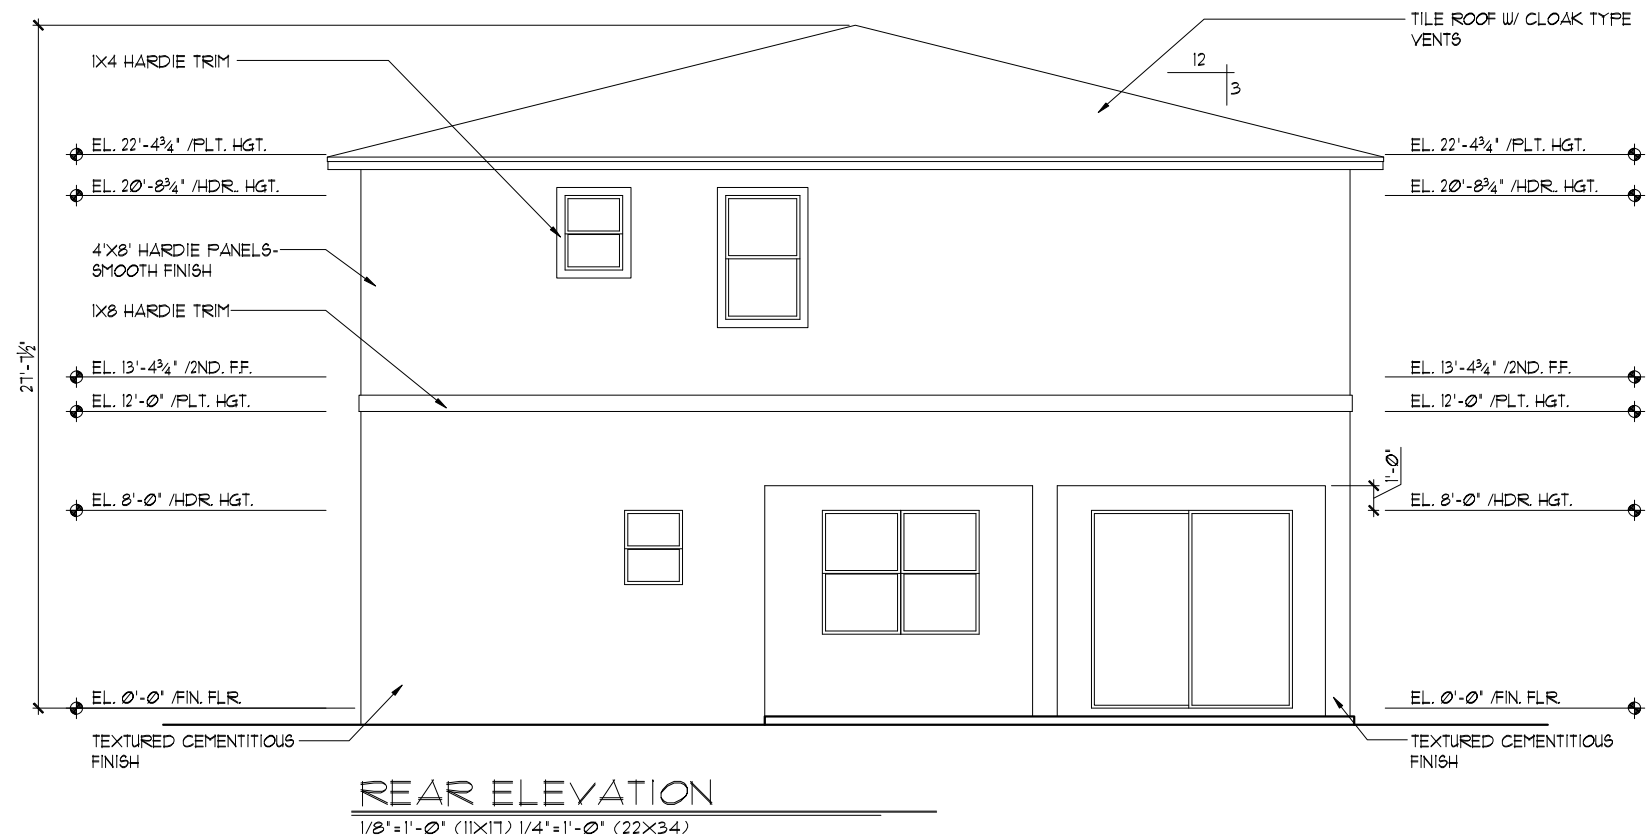 TILE ROOF W/ CLOAK TYPE
VENTS
12
3
1X4 HARDIE TRIM
EL. 22'-4¾" /PLT. HGT.
EL. 22'-4¾" /PLT. HGT.
EL. 20'-8¾" /HDR. HGT.
EL. 20'-8¾" /HDR. HGT.
4'X8' HARDIE PANELS-
SMOOTH FINISH
1X8 HARDIE TRIM
27'-7½"
EL. 13'-4¾" /2ND. F.F.
EL. 13'-4¾" /2ND. F.F.
EL. 12'-0" /PLT. HGT.
EL. 12'-0" /PLT. HGT.
1'-0"
EL. 8'-0" /HDR. HGT.
EL. 8'-0" /HDR. HGT.
EL. 0'-0" /FIN. FLR.
EL. 0'-0" /FIN. FLR.
TEXTURED CEMENTITIOUS
FINISH
TEXTURED CEMENTITIOUS
FINISH
REAR ELEVATION
1/8"=1'-0" (11X17) 1/4"=1'-0" (22X34)